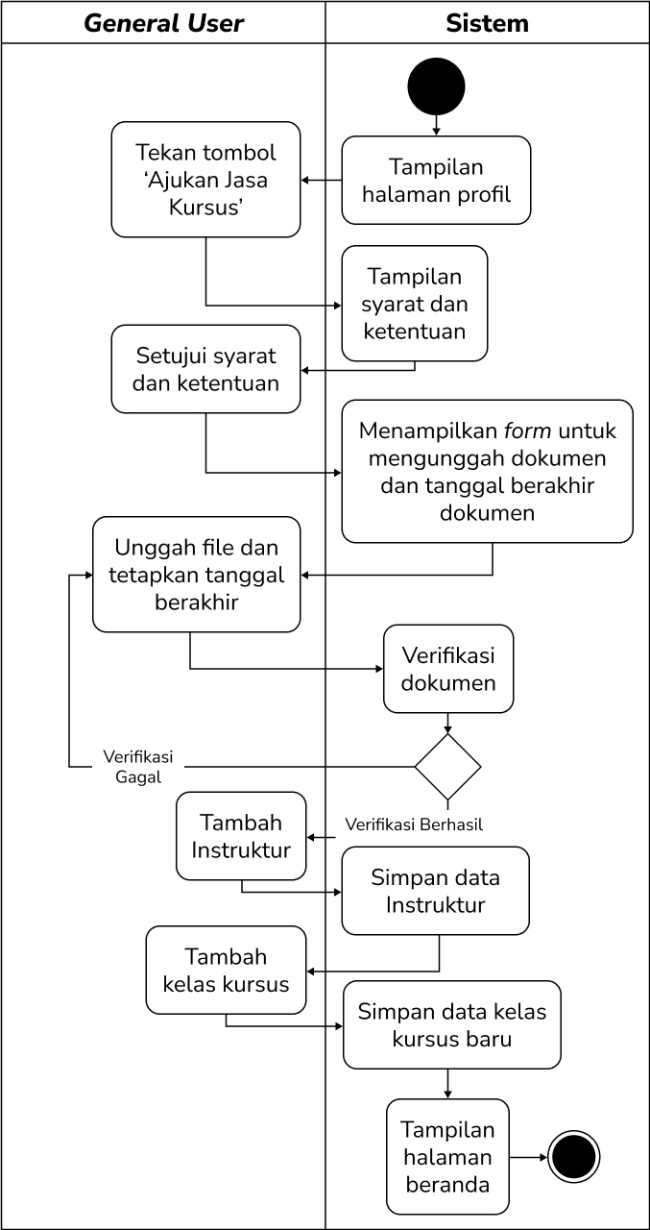 General User
Sistem
Tampilan
halaman profil
Tekan tombol
‘Ajukan Jasa
Kursus’
Tampilan
syarat dan
ketentuan
Setujui syarat
dan ketentuan
Menampilkan form untuk
mengunggah dokumen
dan tanggal berakhir
dokumen
Unggah file dan
tetapkan tanggal
berakhir
Verifikasi
dokumen
Verifikasi
Gagal
Verifikasi Berhasil
Tambah
Instruktur
Simpan data
Instruktur
Tambah
kelas kursus
Simpan data kelas
kursus baru
Tampilan
halaman
beranda